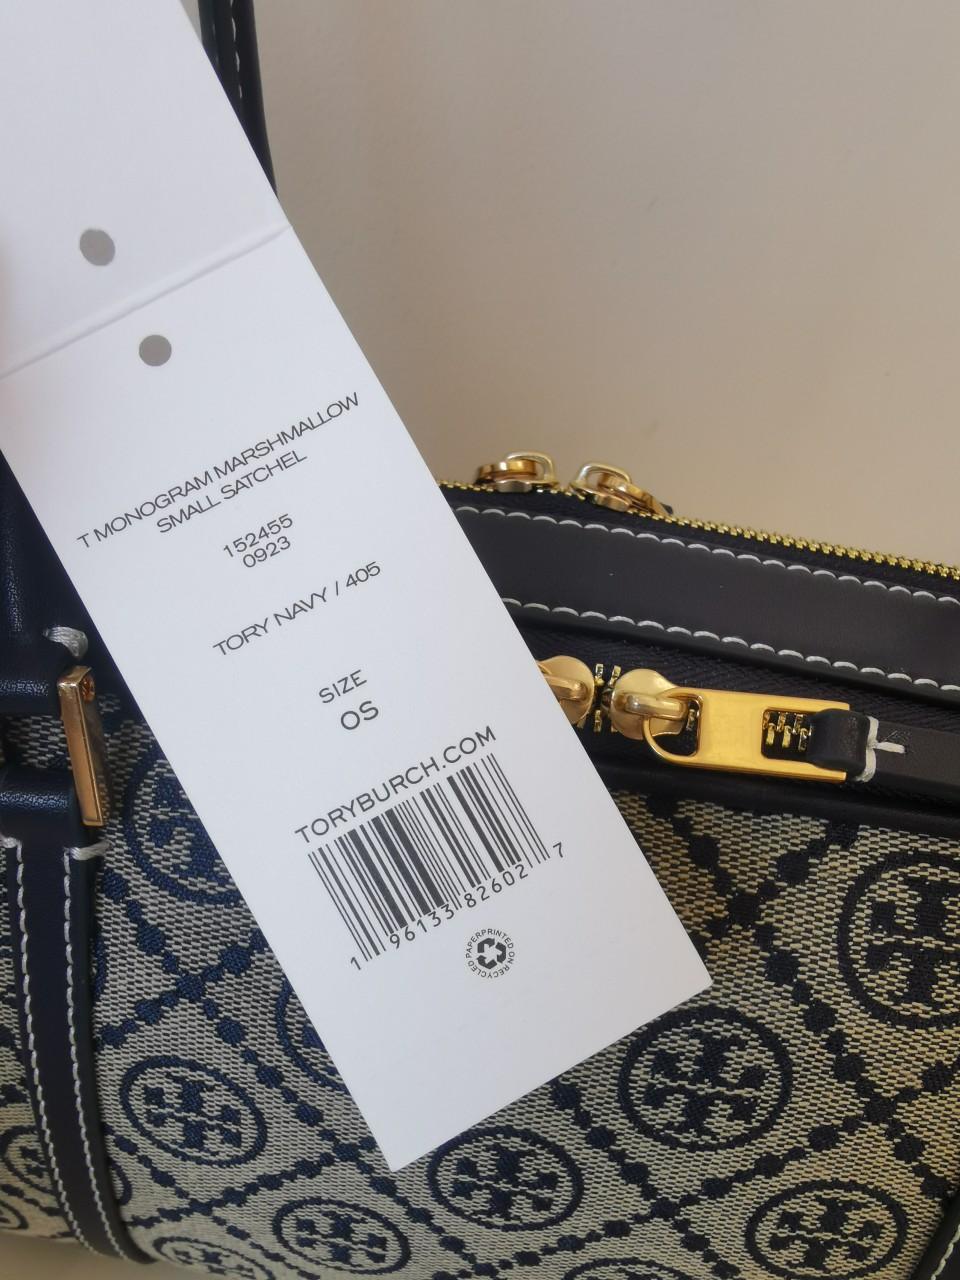 T MONOGRAM MARSHMALLOW
SMALL SATCHEL
152455
0923
TORY NAVY / 405
SIZE
OS
TORYBURCH.COM
1 96133 82602 7
PRINTED ON RECYCLED PAPER